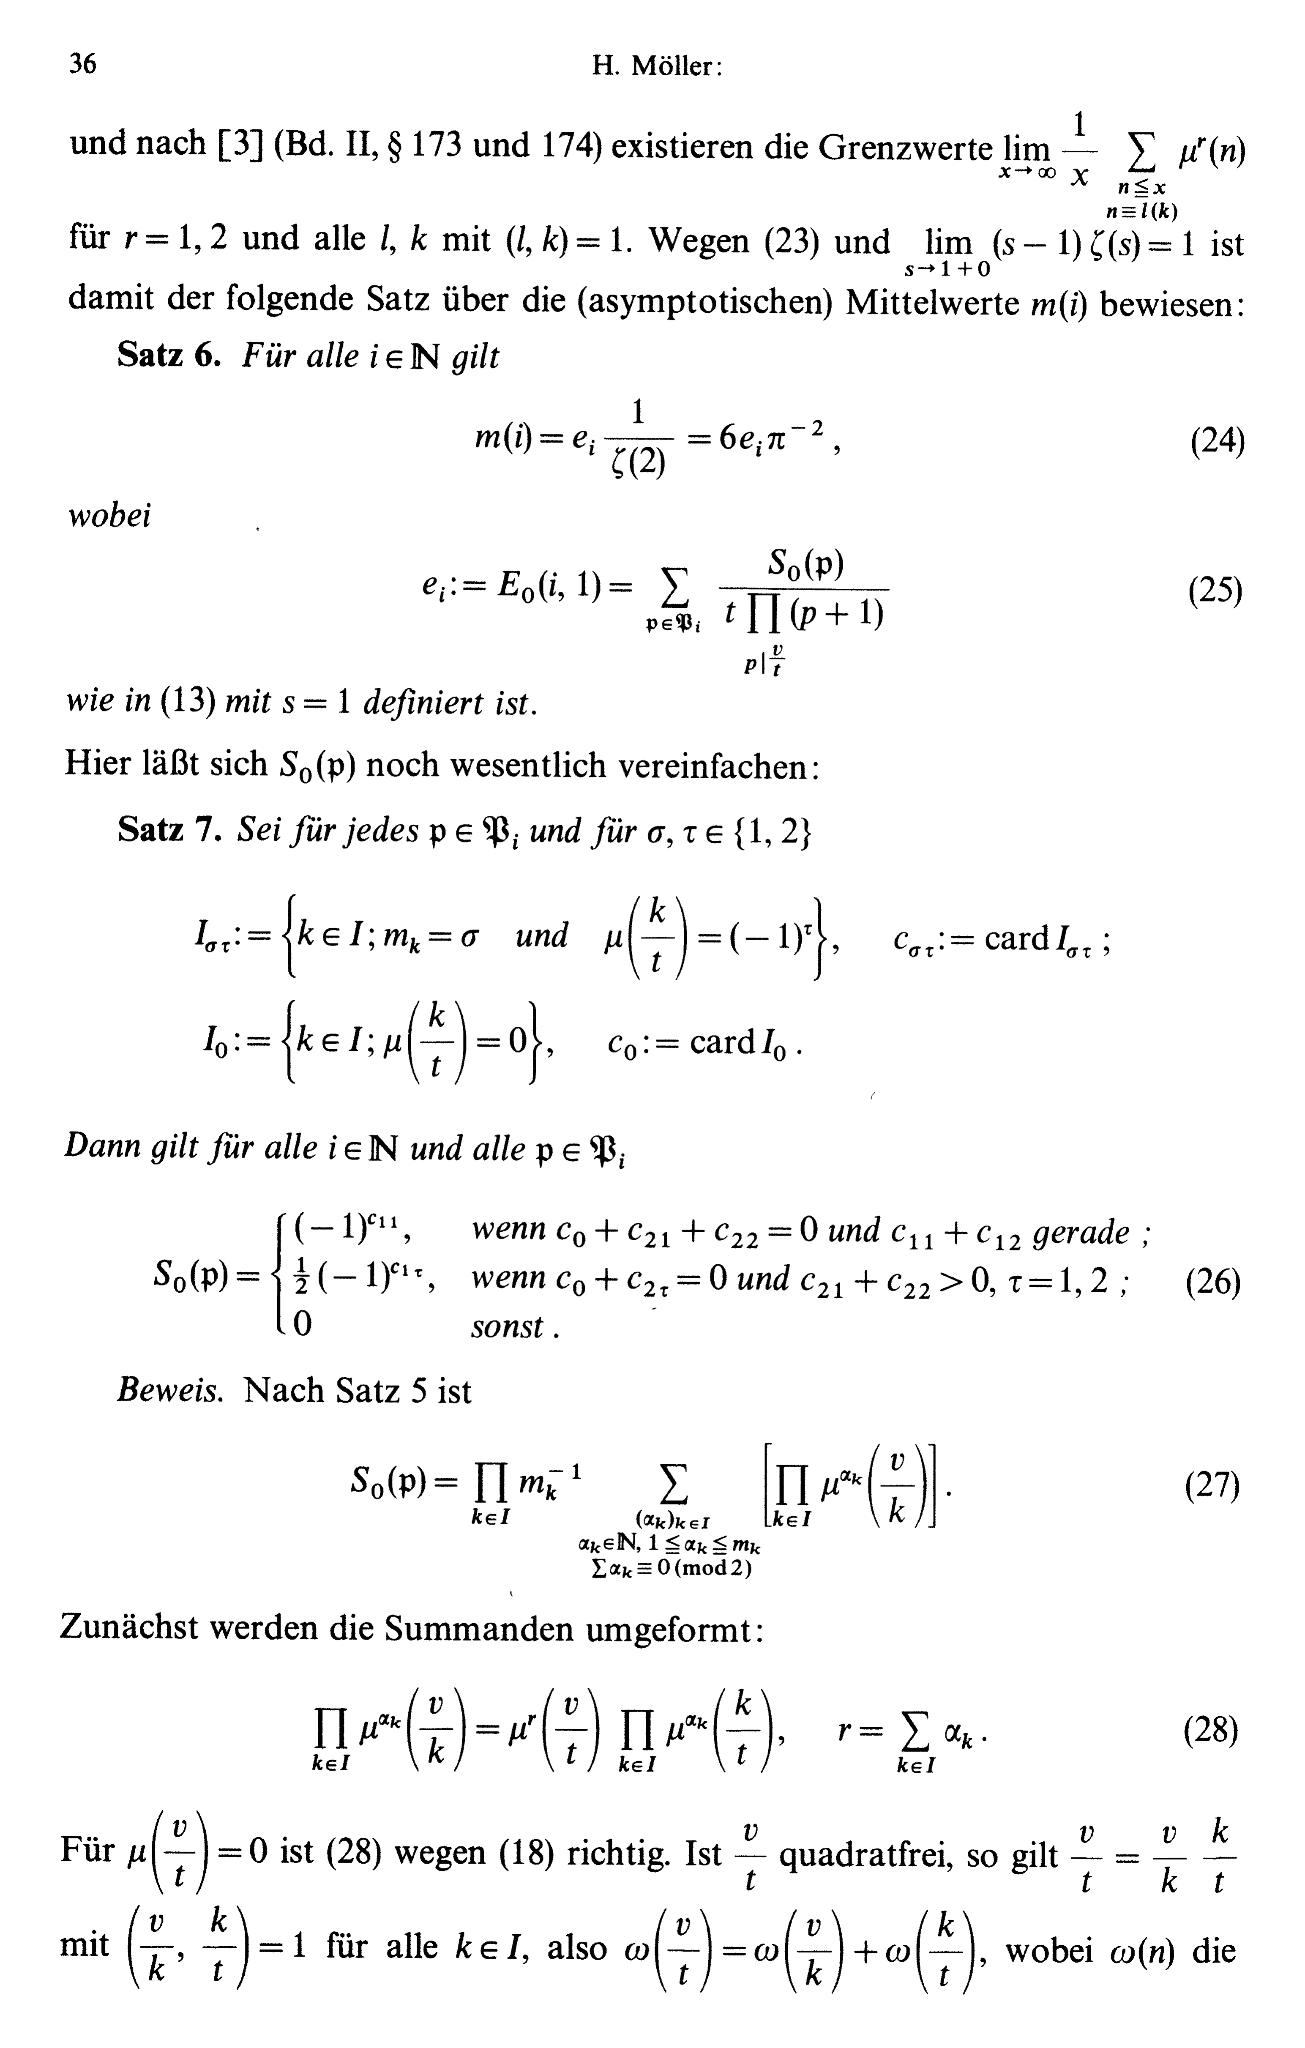 36 H. Möller:
und nach [3] (Bd. II, § 173 und 174) existieren die Grenzwerte $\lim_{x \to \infty} \frac{1}{x} \sum_{\substack{n \leqq x \\ n \equiv l(k)}} \mu^r(n)$
für $r = 1, 2$ und alle $l, k$ mit $(l, k) = 1$. Wegen (23) und $\lim_{s \to 1+0} (s-1)\zeta(s) = 1$ ist
damit der folgende Satz über die (asymptotischen) Mittelwerte $m(i)$ bewiesen:
Satz 6. Für alle $i \in \mathbb{N}$ gilt
$m(i) = e_i \frac{1}{\zeta(2)} = 6 e_i \pi^{-2}$, (24)
wobei
$e_i := E_0(i, 1) = \sum_{\mathfrak{p} \in \mathfrak{P}_i} \frac{S_0(\mathfrak{p})}{t \prod_{p | \frac{v}{t}} (p+1)}$ (25)
wie in (13) mit $s = 1$ definiert ist.
Hier läßt sich $S_0(\mathfrak{p})$ noch wesentlich vereinfachen:
Satz 7. Sei für jedes $\mathfrak{p} \in \mathfrak{P}_i$ und für $\sigma, \tau \in \{1, 2\}$
$I_{\sigma\tau} := \left\{ k \in I; m_k = \sigma \text{ und } \mu\left(\frac{k}{t}\right) = (-1)^\tau \right\}, \quad c_{\sigma\tau} := \operatorname{card} I_{\sigma\tau}$ ;
$I_0 := \left\{ k \in I; \mu\left(\frac{k}{t}\right) = 0 \right\}, \quad c_0 := \operatorname{card} I_0$ .
Dann gilt für alle $i \in \mathbb{N}$ und alle $\mathfrak{p} \in \mathfrak{P}_i$
$S_0(\mathfrak{p}) = \begin{cases} (-1)^{c_{11}}, & \text{wenn } c_0 + c_{21} + c_{22} = 0 \text{ und } c_{11} + c_{12} \text{ gerade ;} \\ \frac{1}{2}(-1)^{c_{1\tau}}, & \text{wenn } c_0 + c_{2\tau} = 0 \text{ und } c_{21} + c_{22} > 0, \tau = 1, 2 \text{ ;} \\ 0 & \text{sonst .} \end{cases}$ (26)
Beweis. Nach Satz 5 ist
$S_0(\mathfrak{p}) = \prod_{k \in I} m_k^{-1} \sum_{\substack{(\alpha_k)_{k \in I} \\ \alpha_k \in \mathbb{N}, 1 \leqq \alpha_k \leqq m_k \\ \Sigma \alpha_k \equiv 0 (\mathrm{mod} 2)}} \left[ \prod_{k \in I} \mu^{\alpha_k}\left(\frac{v}{k}\right) \right]$. (27)
Zunächst werden die Summanden umgeformt:
$\prod_{k \in I} \mu^{\alpha_k}\left(\frac{v}{k}\right) = \mu^r\left(\frac{v}{t}\right) \prod_{k \in I} \mu^{\alpha_k}\left(\frac{k}{t}\right), \quad r = \sum_{k \in I} \alpha_k$. (28)
Für $\mu\left(\frac{v}{t}\right) = 0$ ist (28) wegen (18) richtig. Ist $\frac{v}{t}$ quadratfrei, so gilt $\frac{v}{t} = \frac{v}{k} \frac{k}{t}$
mit $\left(\frac{v}{k}, \frac{k}{t}\right) = 1$ für alle $k \in I$, also $\omega\left(\frac{v}{t}\right) = \omega\left(\frac{v}{k}\right) + \omega\left(\frac{k}{t}\right)$, wobei $\omega(n)$ die